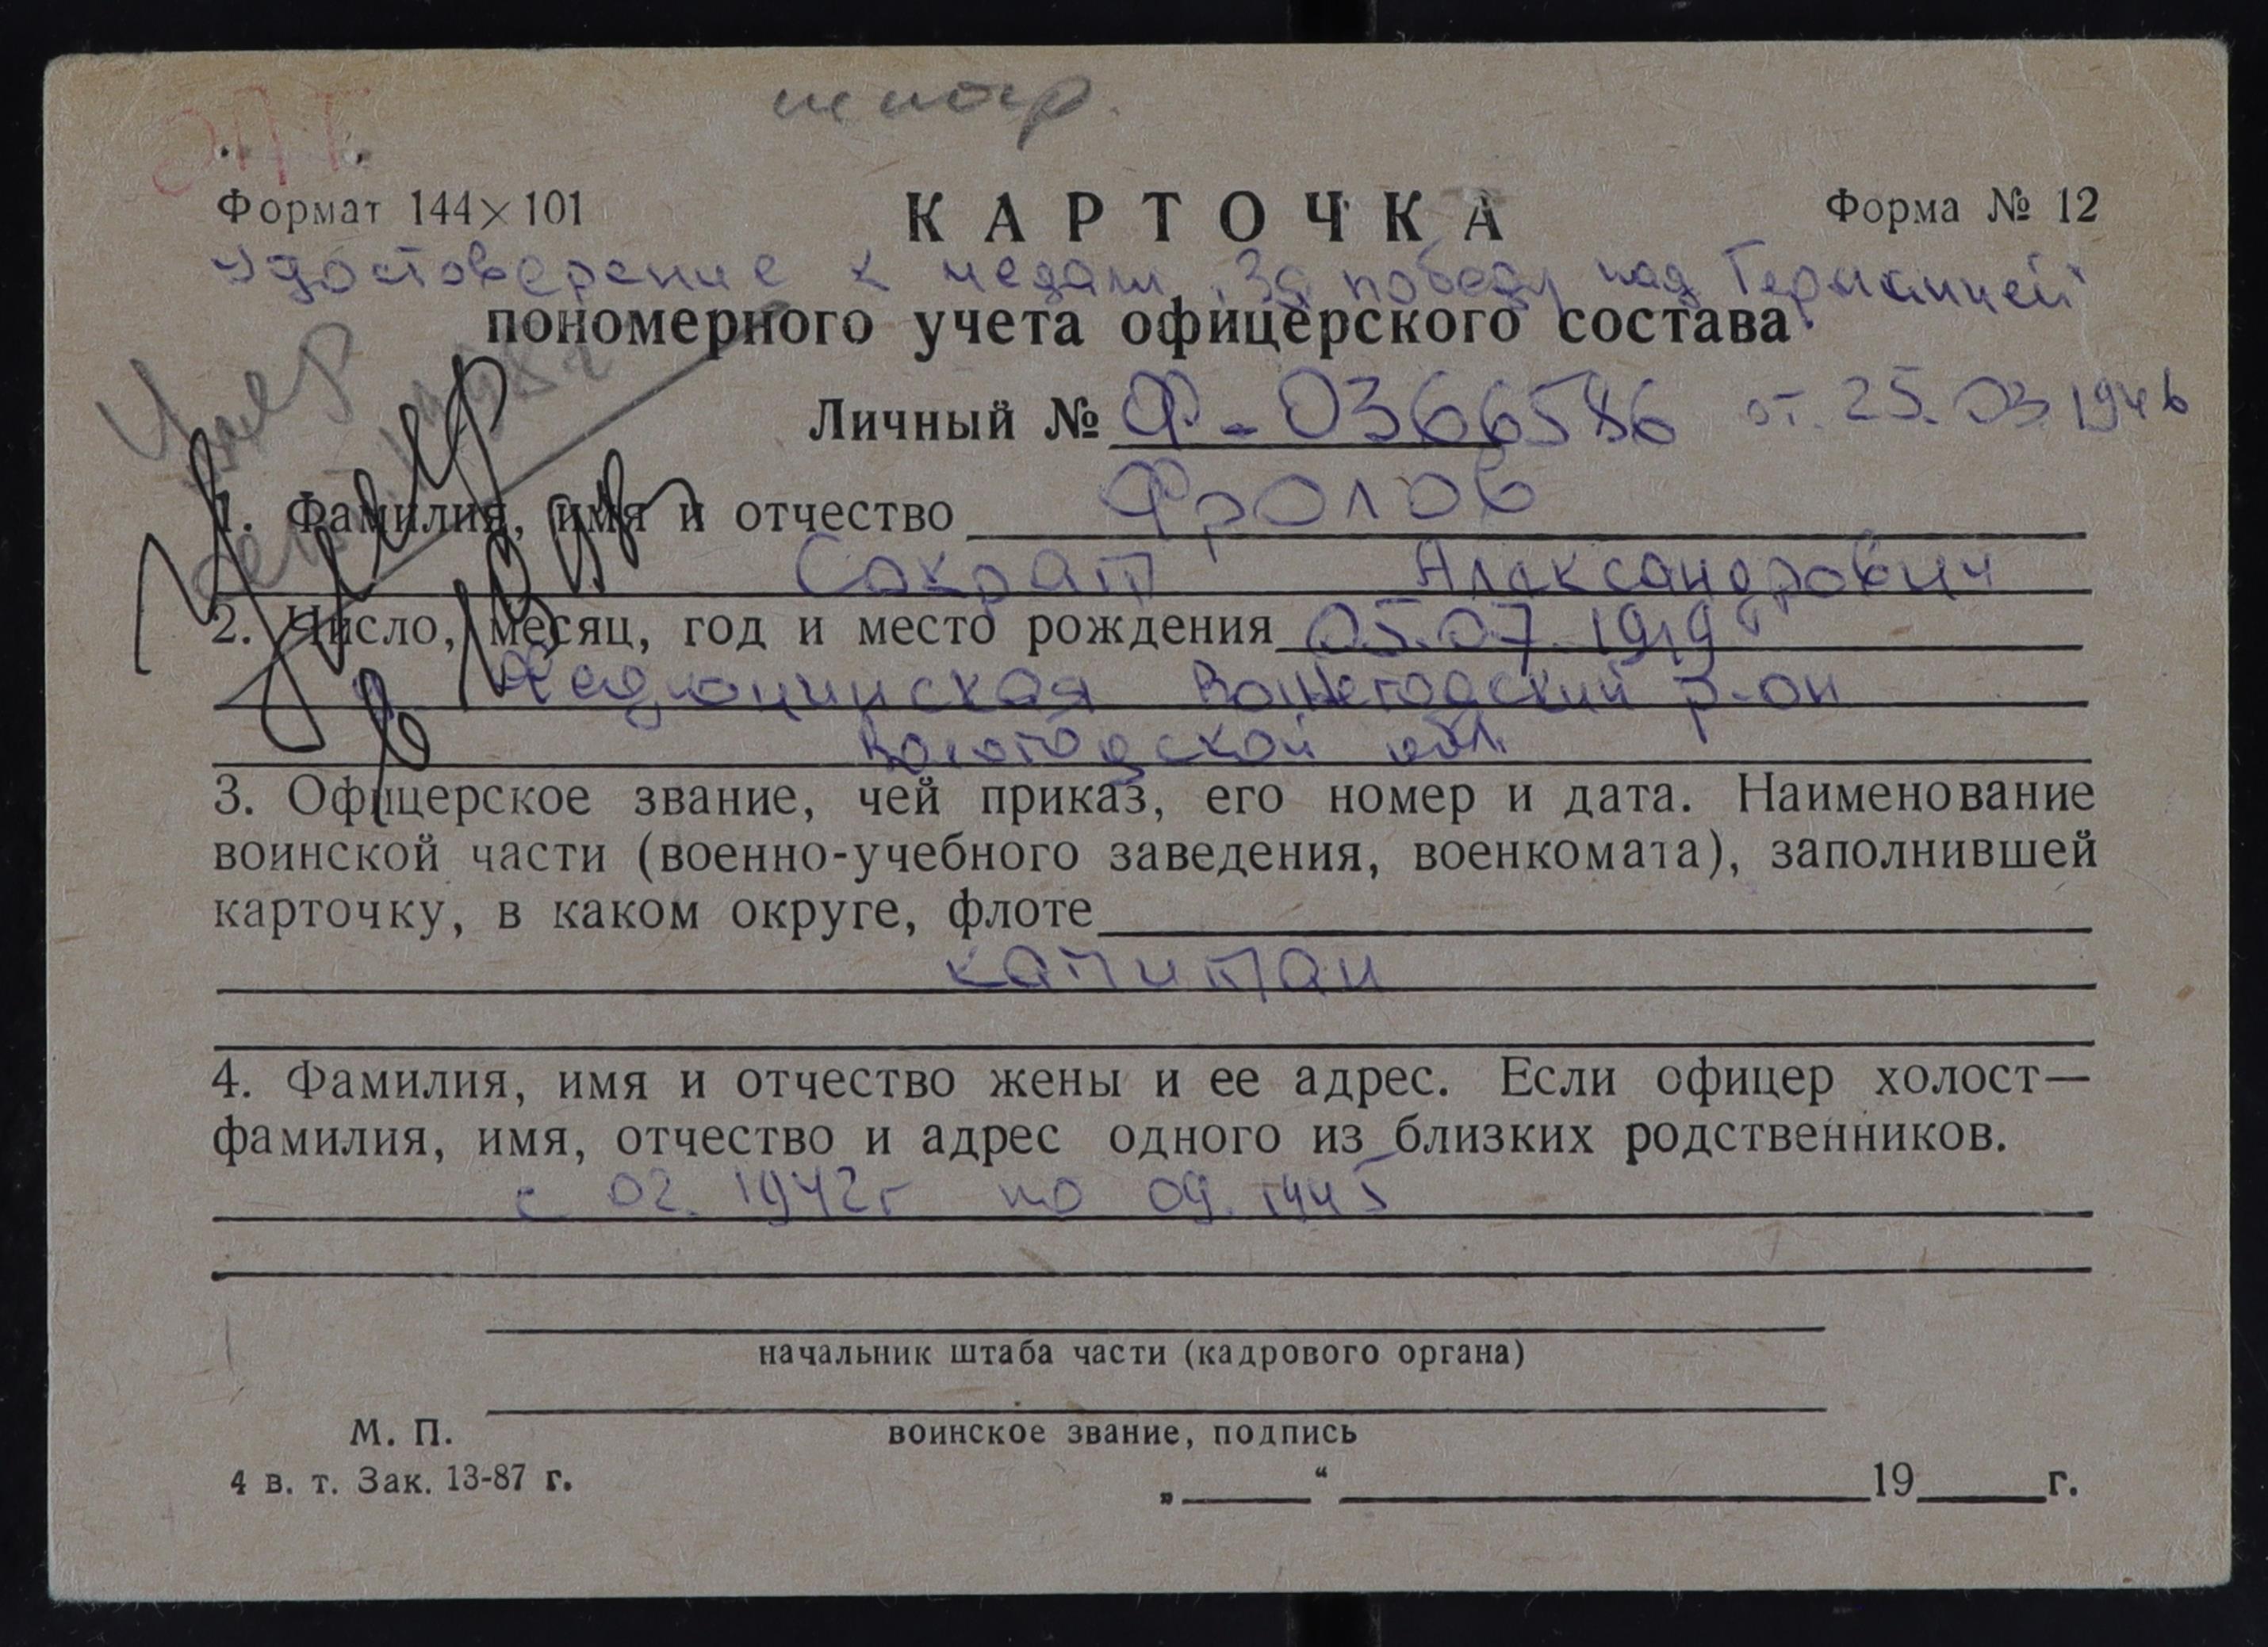 Формат 144×101
КАРТОЧКА
Форма № 12
Удостоверение к медали „За победу над Германией"
пономерного учета офицерского состава
Личный № Ф-0366586 от. 25.03.1946
1. Фамилия, имя и отчество Фролов
Сократ Александрович
2. Число, месяц, год и место рождения 05.07.1919
р-он
Вологодской обл.
3. Офицерское звание, чей приказ, его номер и дата. Наименование
воинской части (военно-учебного заведения, военкомата), заполнившей
карточку, в каком округе, флоте
капитан
4. Фамилия, имя и отчество жены и ее адрес. Если офицер холост—
фамилия, имя, отчество и адрес одного из близких родственников.
с 02. 1942г по 09. 1945
начальник штаба части (кадрового органа)
М. П.
воинское звание, подпись
4 в. т. Зак. 13-87 г.
„ “ 19 г.
Умер
Умер
в